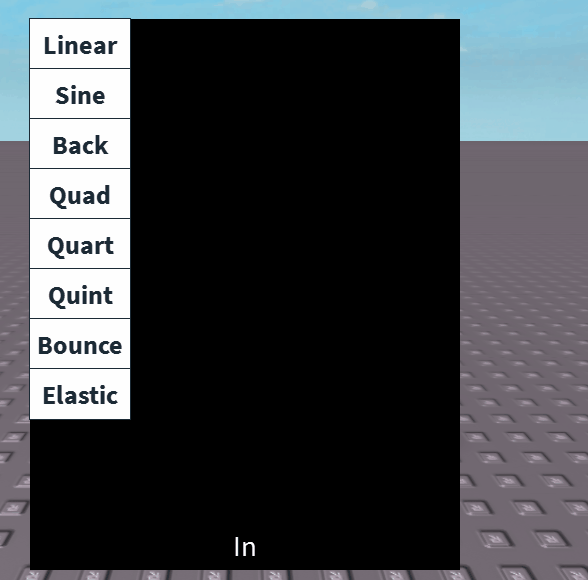 Linear
Sine
Back
Quad
Quart
Quint
Bounce
Elastic
In